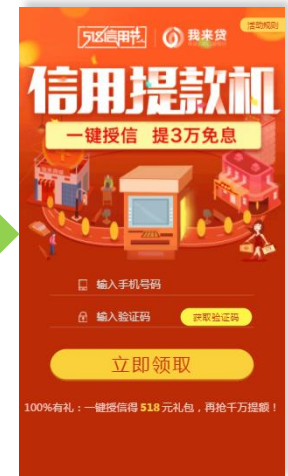 活动规则
51信用卡 我来贷
信用提款机
一键授信 提3万免息
输入手机号码
输入验证码 获取验证码
立即领取
100%有礼:一键授信得518元礼包,再抢千万提额!